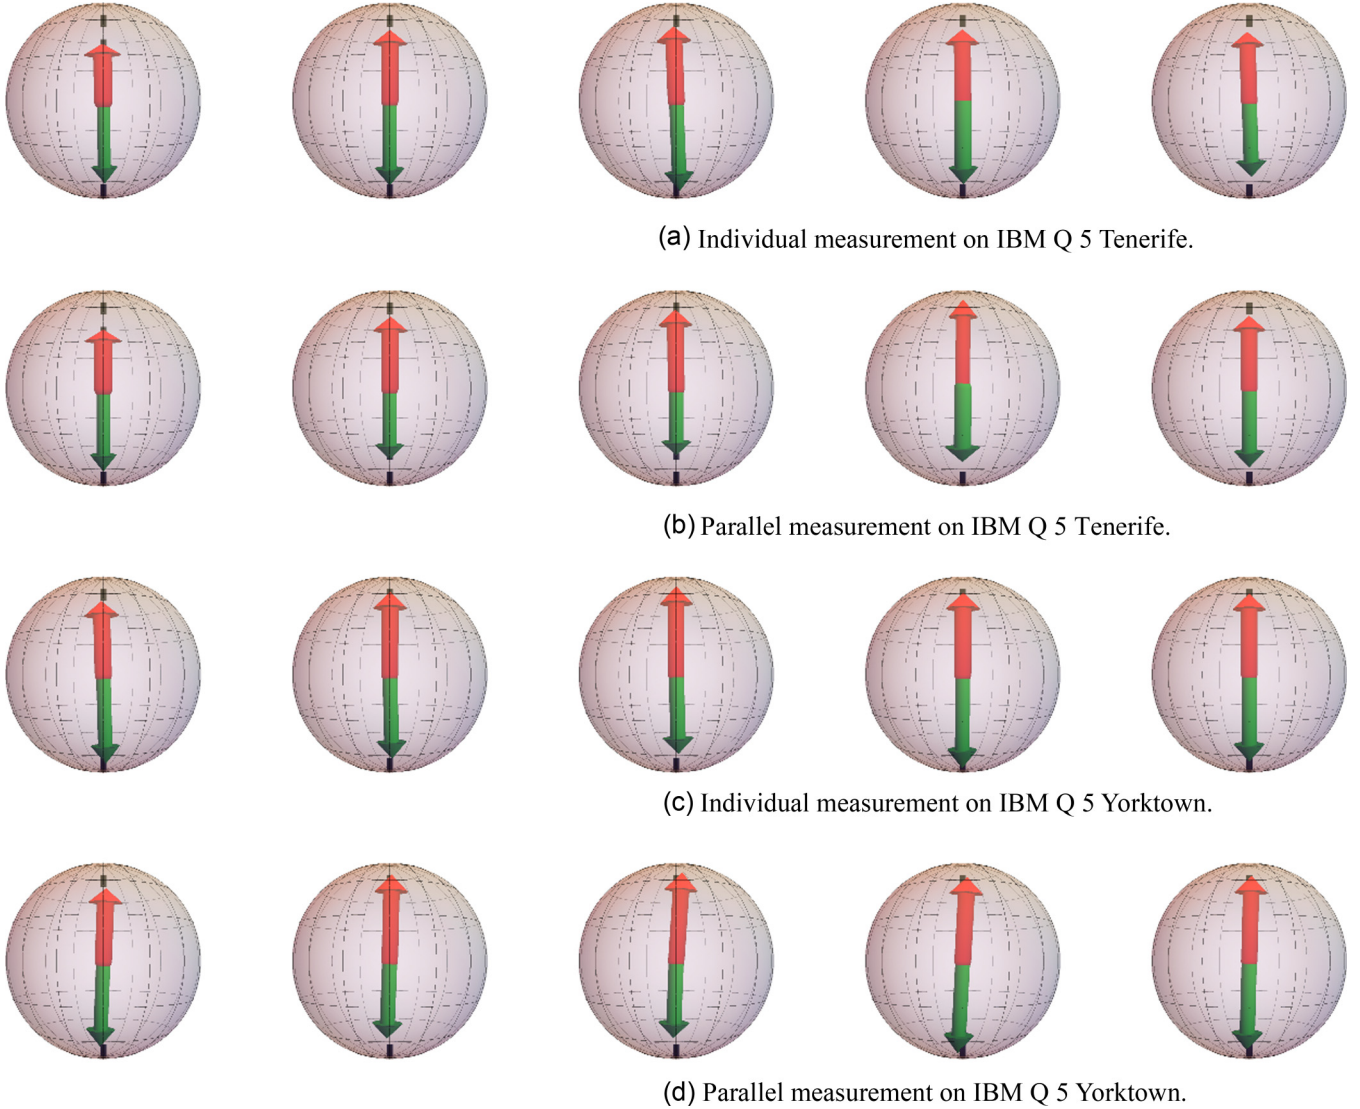 (a) Individual measurement on IBM Q 5 Tenerife.
(b) Parallel measurement on IBM Q 5 Tenerife.
(c) Individual measurement on IBM Q 5 Yorktown.
(d) Parallel measurement on IBM Q 5 Yorktown.